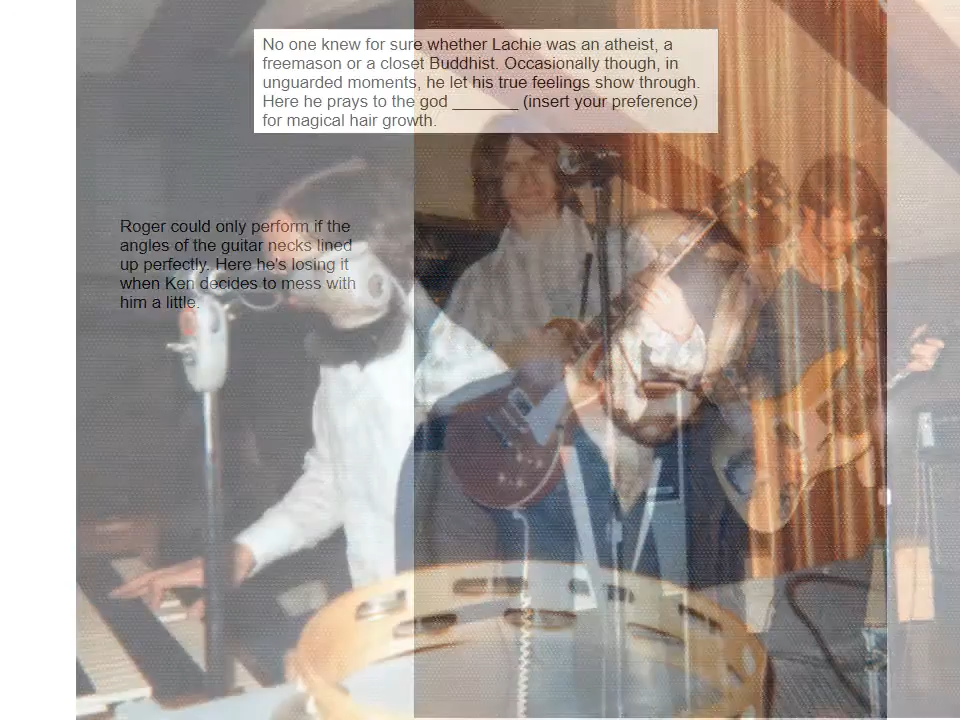 No one knew for sure whether Lachie was an atheist, a
freemason or a closet Buddhist. Occasionally though, in
unguarded moments, he let his true feelings show through.
Here he prays to the god _______ (insert your preference)
for magical hair growth.
Roger could only perform if the
angles of the guitar necks lined
up perfectly. Here he's losing it
when Ken decides to mess with
him a little.